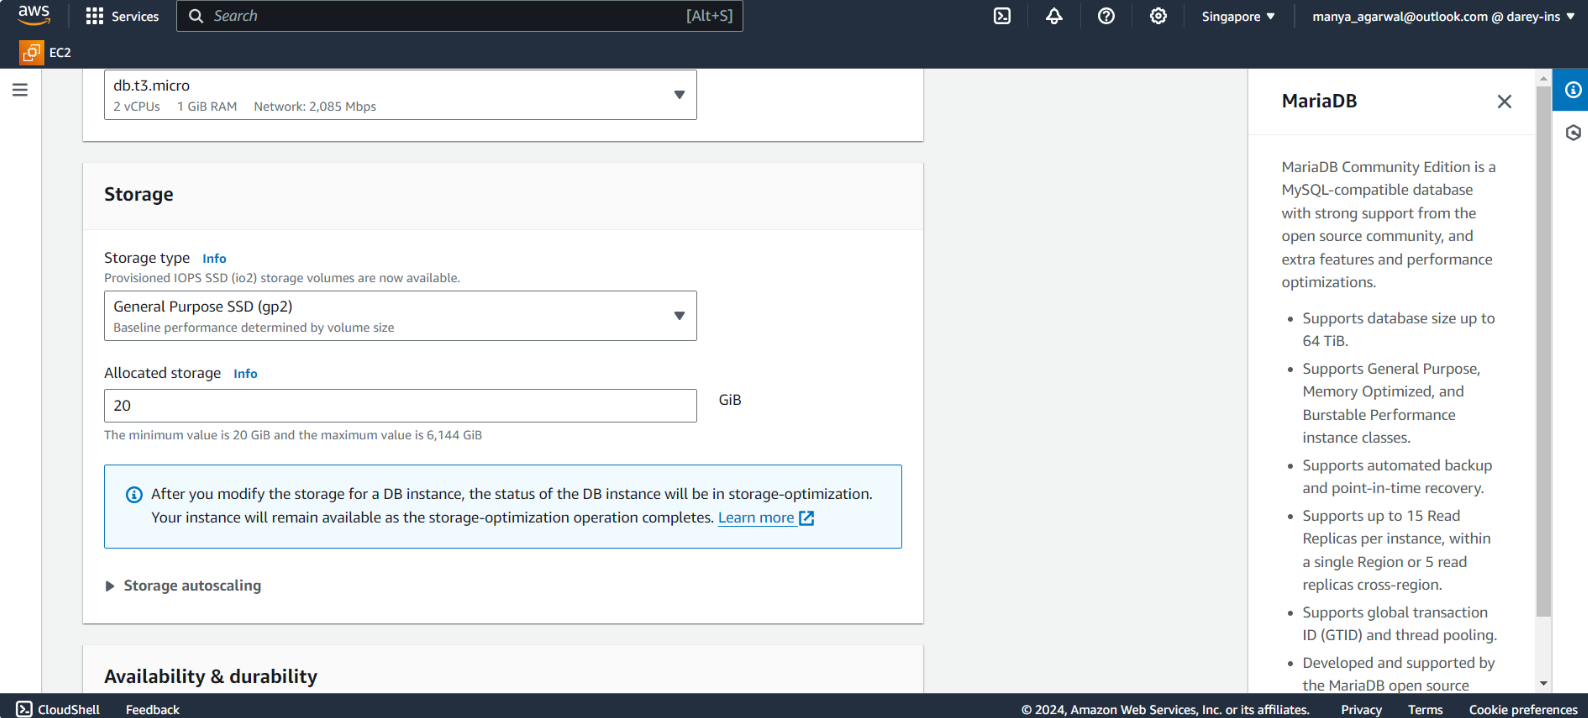 aws
Services
Search
[Alt+S]
Singapore
manya_agarwal@outlook.com @ darey-ins
EC2
db.t3.micro
2 vCPUs 1 GiB RAM Network: 2,085 Mbps
Storage
Storage type Info
Provisioned IOPS SSD (io2) storage volumes are now available.
General Purpose SSD (gp2)
Baseline performance determined by volume size
Allocated storage Info
20
GiB
The minimum value is 20 GiB and the maximum value is 6,144 GiB
After you modify the storage for a DB instance, the status of the DB instance will be in storage-optimization.
Your instance will remain available as the storage-optimization operation completes. Learn more
Storage autoscaling
Availability & durability
MariaDB
MariaDB Community Edition is a
MySQL-compatible database
with strong support from the
open source community, and
extra features and performance
optimizations.
• Supports database size up to
64 TiB.
• Supports General Purpose,
Memory Optimized, and
Burstable Performance
instance classes.
• Supports automated backup
and point-in-time recovery.
• Supports up to 15 Read
Replicas per instance, within
a single Region or 5 read
replicas cross-region.
• Supports global transaction
ID (GTID) and thread pooling.
• Developed and supported by
the MariaDB open source
CloudShell
Feedback
© 2024, Amazon Web Services, Inc. or its affiliates.
Privacy
Terms
Cookie preferences